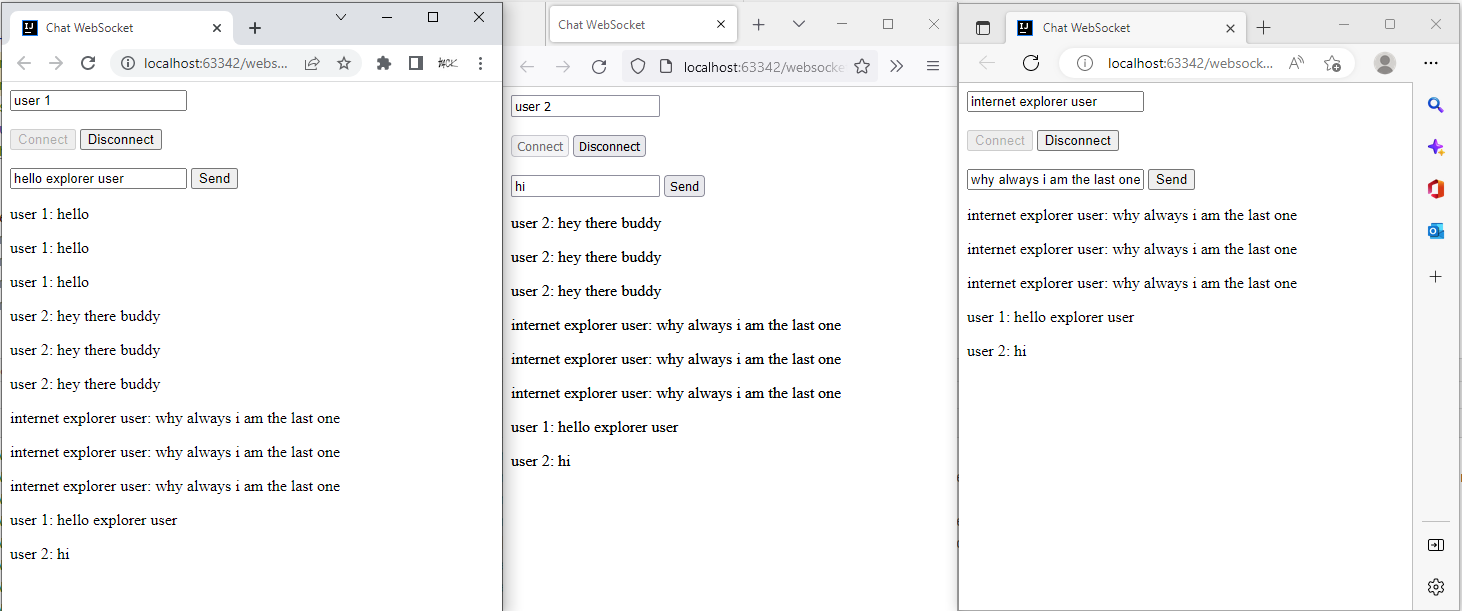 Chat WebSocket
localhost:63342/webs...
user 1
Connect Disconnect
hello explorer user Send
user 1: hello
user 1: hello
user 1: hello
user 2: hey there buddy
user 2: hey there buddy
user 2: hey there buddy
internet explorer user: why always i am the last one
internet explorer user: why always i am the last one
internet explorer user: why always i am the last one
user 1: hello explorer user
user 2: hi
Chat WebSocket
localhost:63342/websocke
user 2
Connect Disconnect
hi Send
user 2: hey there buddy
user 2: hey there buddy
user 2: hey there buddy
internet explorer user: why always i am the last one
internet explorer user: why always i am the last one
internet explorer user: why always i am the last one
user 1: hello explorer user
user 2: hi
Chat WebSocket
localhost:63342/websock...
internet explorer user
Connect Disconnect
why always i am the last one Send
internet explorer user: why always i am the last one
internet explorer user: why always i am the last one
internet explorer user: why always i am the last one
user 1: hello explorer user
user 2: hi